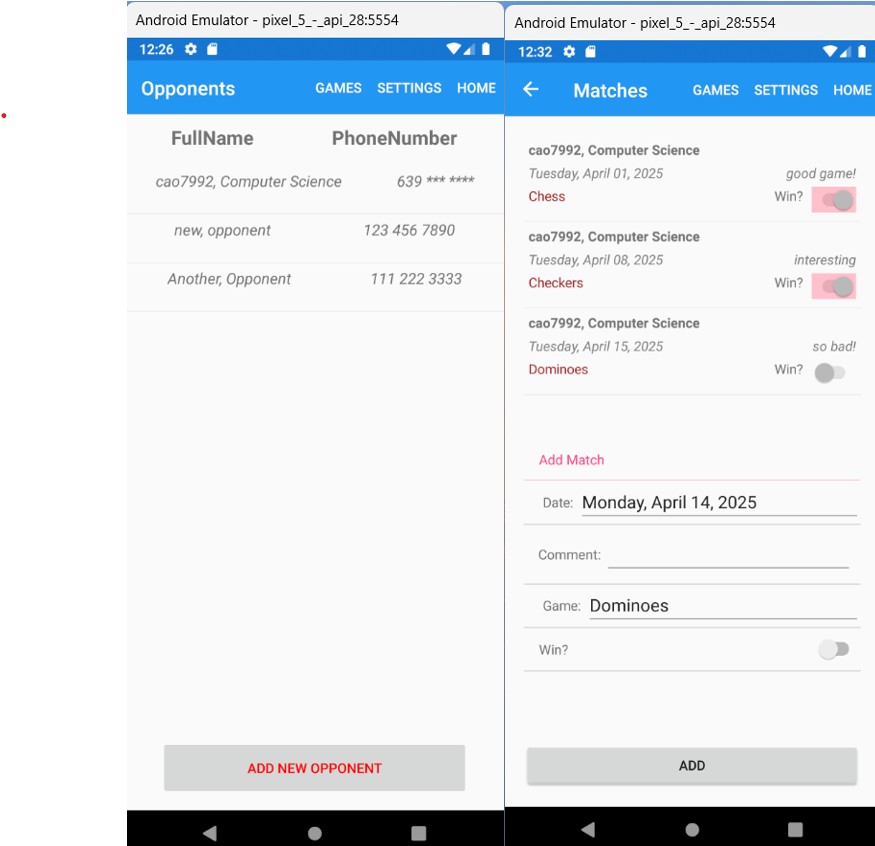 Android Emulator - pixel_5_-_api_28:5554
12:26
Opponents GAMES SETTINGS HOME
FullName PhoneNumber
cao7992, Computer Science 639 *** ****
new, opponent 123 456 7890
Another, Opponent 111 222 3333
ADD NEW OPPONENT
Android Emulator - pixel_5_-_api_28:5554
12:32
Matches GAMES SETTINGS HOME
cao7992, Computer Science
Tuesday, April 01, 2025 good game!
Chess Win?
cao7992, Computer Science
Tuesday, April 08, 2025 interesting
Checkers Win?
cao7992, Computer Science
Tuesday, April 15, 2025 so bad!
Dominoes Win?
Add Match
Date: Monday, April 14, 2025
Comment:
Game: Dominoes
Win?
ADD